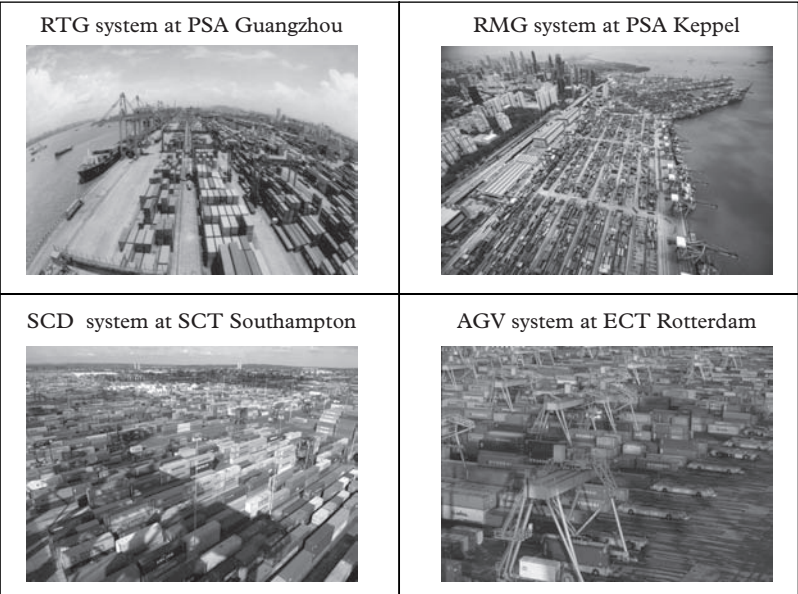 RTG system at PSA Guangzhou
RMG system at PSA Keppel
SCD system at SCT Southampton
AGV system at ECT Rotterdam